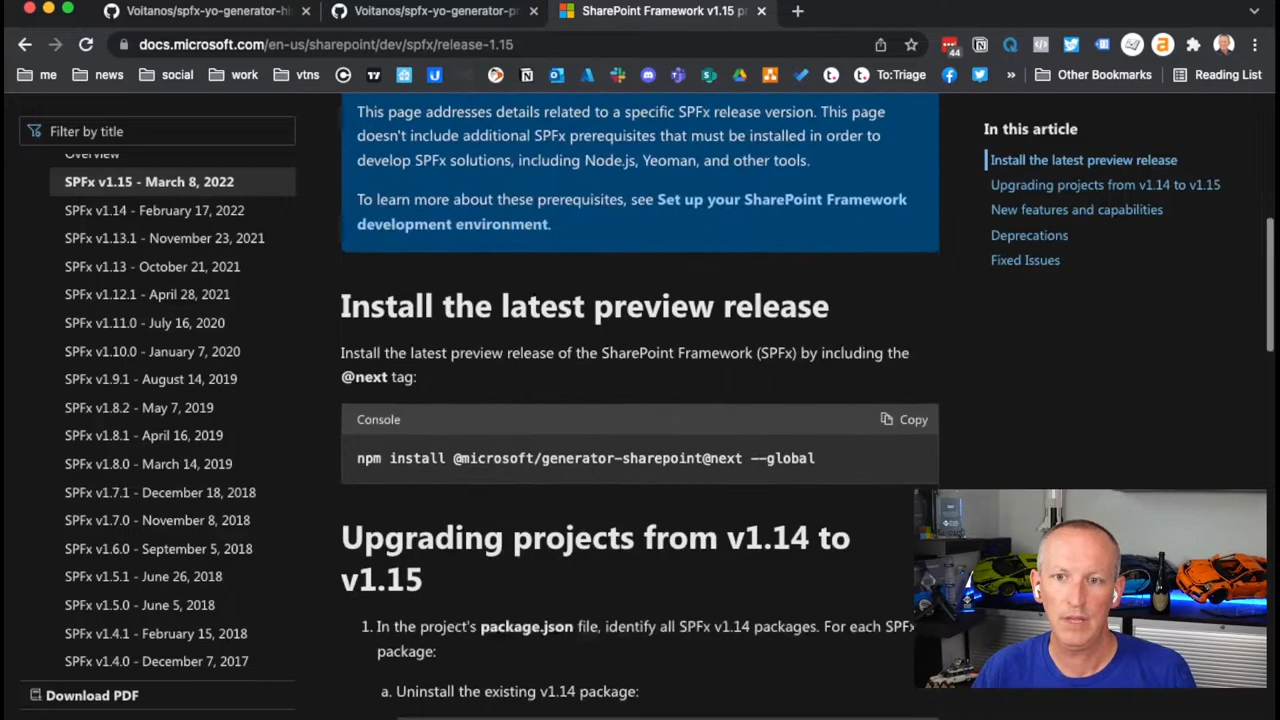 Voitanos/spfx-yo-generator-hi
Voitanos/spfx-yo-generator-pr
SharePoint Framework v1.15 pr
docs.microsoft.com/en-us/sharepoint/dev/spfx/release-1.15
44
me
news
social
work
vtns
To:Triage
Other Bookmarks
Reading List
Filter by title
Overview
SPFx v1.15 - March 8, 2022
SPFx v1.14 - February 17, 2022
SPFx v1.13.1 - November 23, 2021
SPFx v1.13 - October 21, 2021
SPFx v1.12.1 - April 28, 2021
SPFx v1.11.0 - July 16, 2020
SPFx v1.10.0 - January 7, 2020
SPFx v1.9.1 - August 14, 2019
SPFx v1.8.2 - May 7, 2019
SPFx v1.8.1 - April 16, 2019
SPFx v1.8.0 - March 14, 2019
SPFx v1.7.1 - December 18, 2018
SPFx v1.7.0 - November 8, 2018
SPFx v1.6.0 - September 5, 2018
SPFx v1.5.1 - June 26, 2018
SPFx v1.5.0 - June 5, 2018
SPFx v1.4.1 - February 15, 2018
SPFx v1.4.0 - December 7, 2017
Download PDF
This page addresses details related to a specific SPFx release version. This page
doesn't include additional SPFx prerequisites that must be installed in order to
develop SPFx solutions, including Node.js, Yeoman, and other tools.
To learn more about these prerequisites, see Set up your SharePoint Framework
development environment.
Install the latest preview release
Install the latest preview release of the SharePoint Framework (SPFx) by including the
@next tag:
Console
Copy
npm install @microsoft/generator-sharepoint@next --global
Upgrading projects from v1.14 to
v1.15
1. In the project's package.json file, identify all SPFx v1.14 packages. For each SPFx
package:
a. Uninstall the existing v1.14 package:
In this article
Install the latest preview release
Upgrading projects from v1.14 to v1.15
New features and capabilities
Deprecations
Fixed Issues